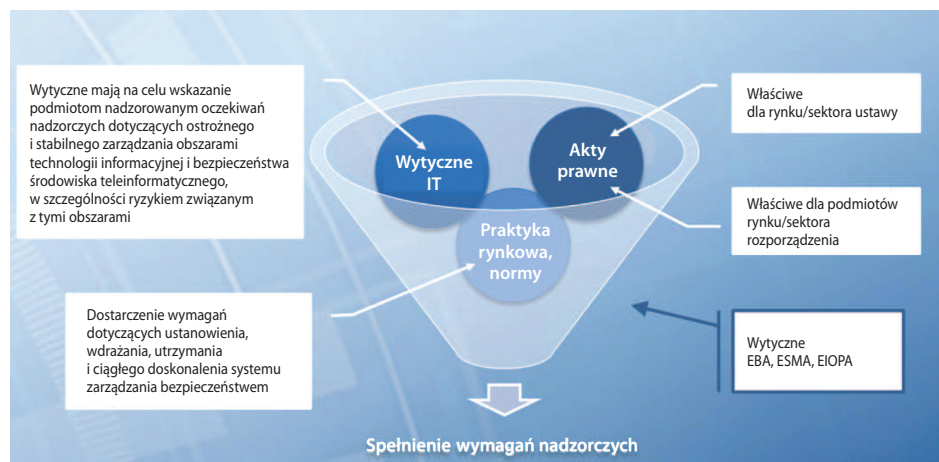 Wytyczne mają na celu wskazanie
podmiotom nadzorowanym oczekiwań
nadzorczych dotyczących ostrożnego
i stabilnego zarządzania obszarami
technologii informacyjnej i bezpieczeństwa
środowiska teleinformatycznego,
w szczególności ryzykiem związanym
z tymi obszarami
Wytyczne
IT
Akty
prawne
Właściwe
dla rynku/sektora ustawy
Właściwe dla podmiotów
rynku/sektora
rozporządzenia
Praktyka
rynkowa,
normy
Dostarczenie wymagań
dotyczących ustanowienia,
wdrażania, utrzymania
i ciągłego doskonalenia systemu
zarządzania bezpieczeństwem
Wytyczne
EBA, ESMA, EIOPA
Spełnienie wymagań nadzorczych